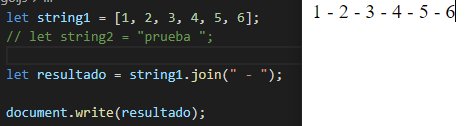 let string1 = [1, 2, 3, 4, 5, 6];
// let string2 = "prueba ";
let resultado = string1.join(" - ");
document.write(resultado);
1 - 2 - 3 - 4 - 5 - 6